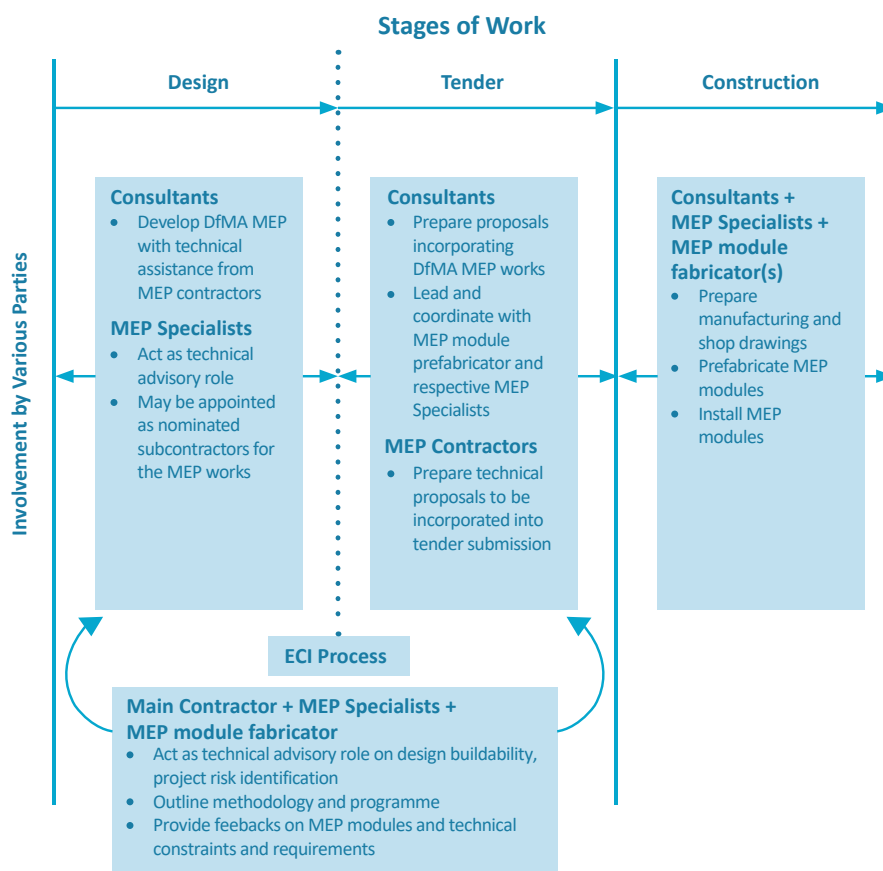 Stages of Work
Design
Tender
Construction
Involvement by Various Parties
Consultants
• Develop DfMA MEP
with technical
assistance from
MEP contractors
MEP Specialists
• Act as technical
advisory role
• May be appointed
as nominated
subcontractors for
the MEP works
Consultants
• Prepare proposals
incorporating
DfMA MEP works
• Lead and
coordinate with
MEP module
prefabricator and
respective MEP
Specialists
MEP Contractors
• Prepare technical
proposals to be
incorporated into
tender submission
Consultants +
MEP Specialists +
MEP module
fabricator(s)
• Prepare
manufacturing and
shop drawings
• Prefabricate MEP
modules
• Install MEP
modules
ECI Process
Main Contractor + MEP Specialists +
MEP module fabricator
• Act as technical advisory role on design buildability,
project risk identification
• Outline methodology and programme
• Provide feebacks on MEP modules and technical
constraints and requirements